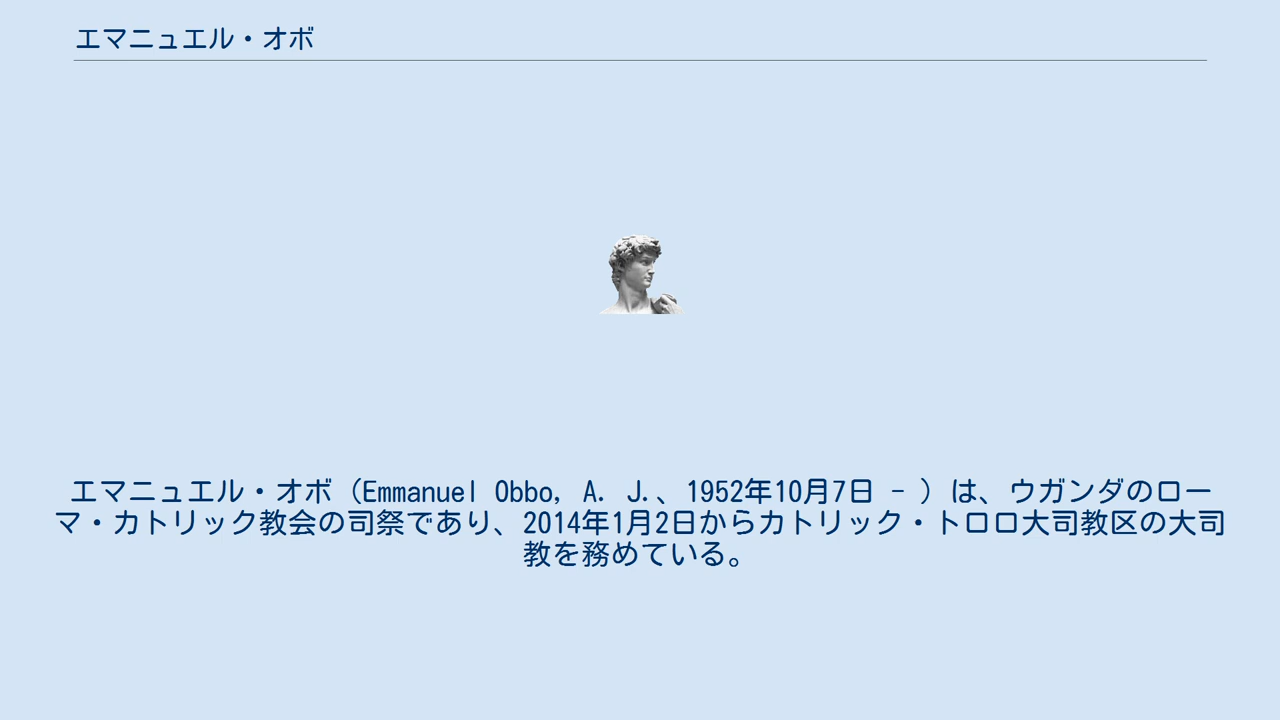 エマニュエル・オボ
エマニュエル・オボ（Emmanuel Obbo, A. J.、1952年10月7日 - ）は、ウガンダのロー
マ・カトリック教会の司祭であり、2014年1月2日からカトリック・トロロ大司教区の大司
教を務めている。